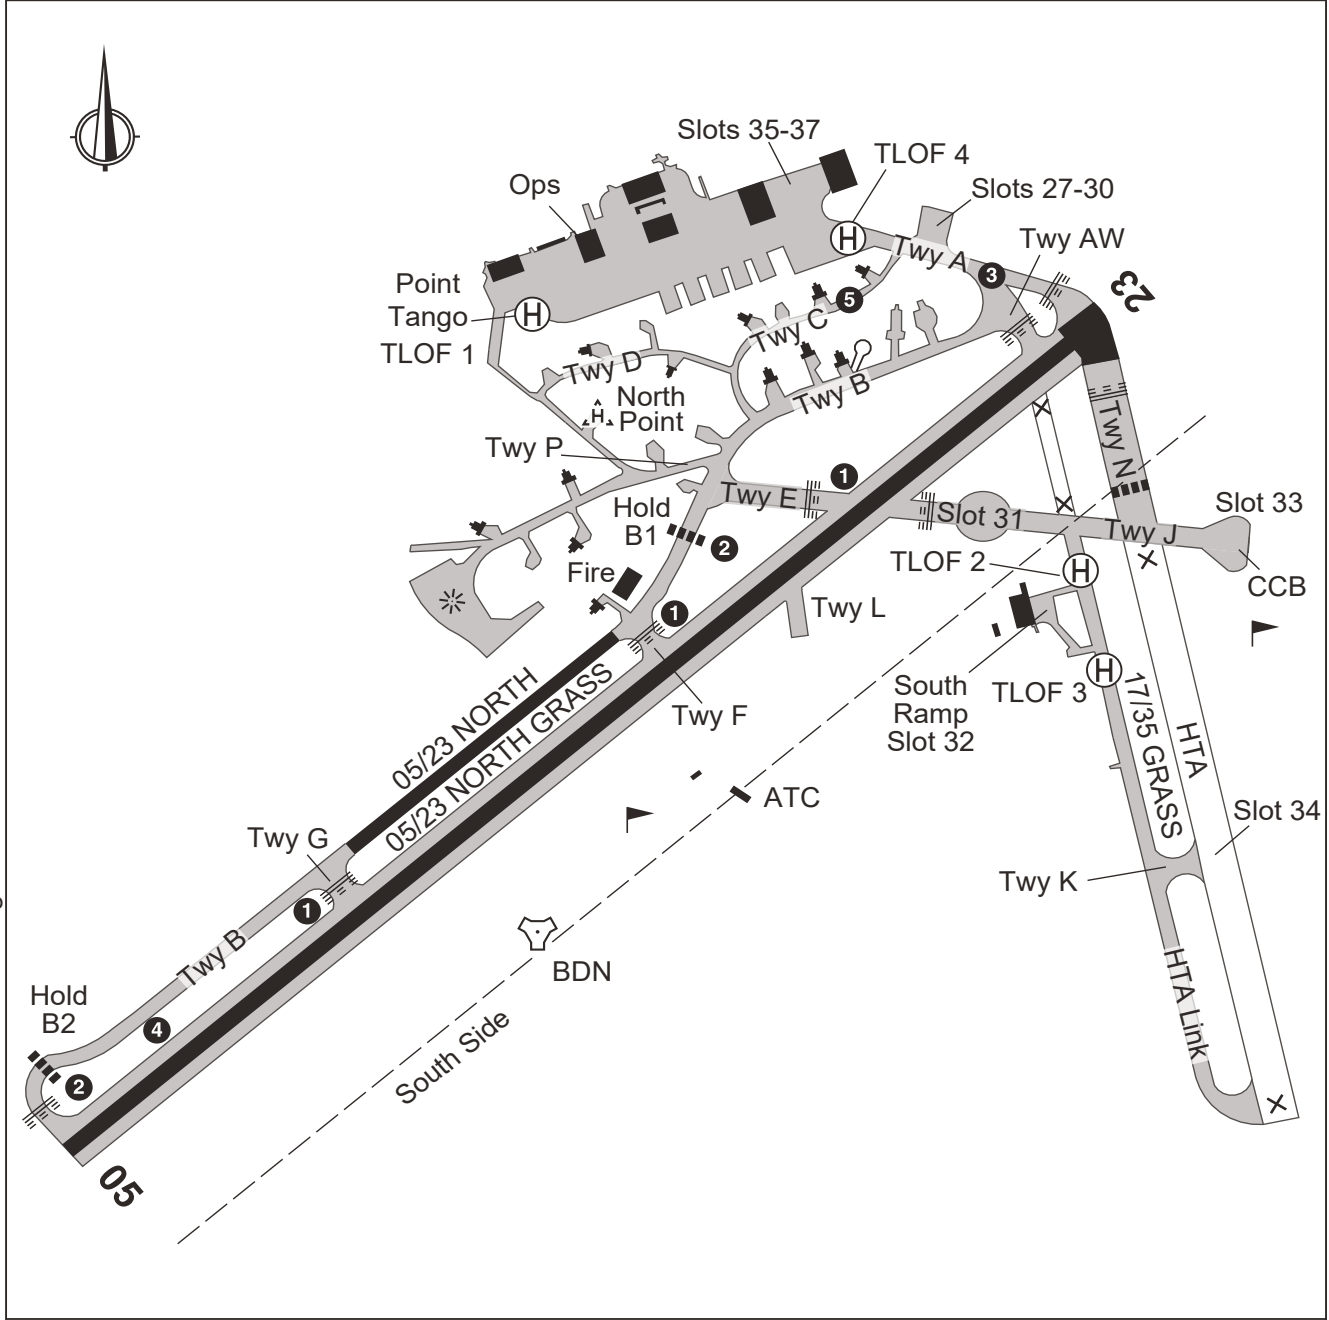 Slots 35-37
TLOF 4
Ops
Slots 27-30
H
Twy A
Twy AW
3
23
Point
Tango
TLOF 1
H
5
Twy C
Twy D
North
Point
H
Twy B
Twy N
Twy P
1
Twy E
Hold
B1
2
Slot 31
Twy J
Slot 33
CCB
TLOF 2
H
Fire
1
Twy L
South
Ramp
Slot 32
TLOF 3
H
17/35 GRASS
HTA
Twy F
05/23 NORTH
05/23 NORTH GRASS
ATC
Slot 34
Twy G
Twy K
1
Twy B
BDN
HTA Link
Hold
B2
4
2
South Side
05